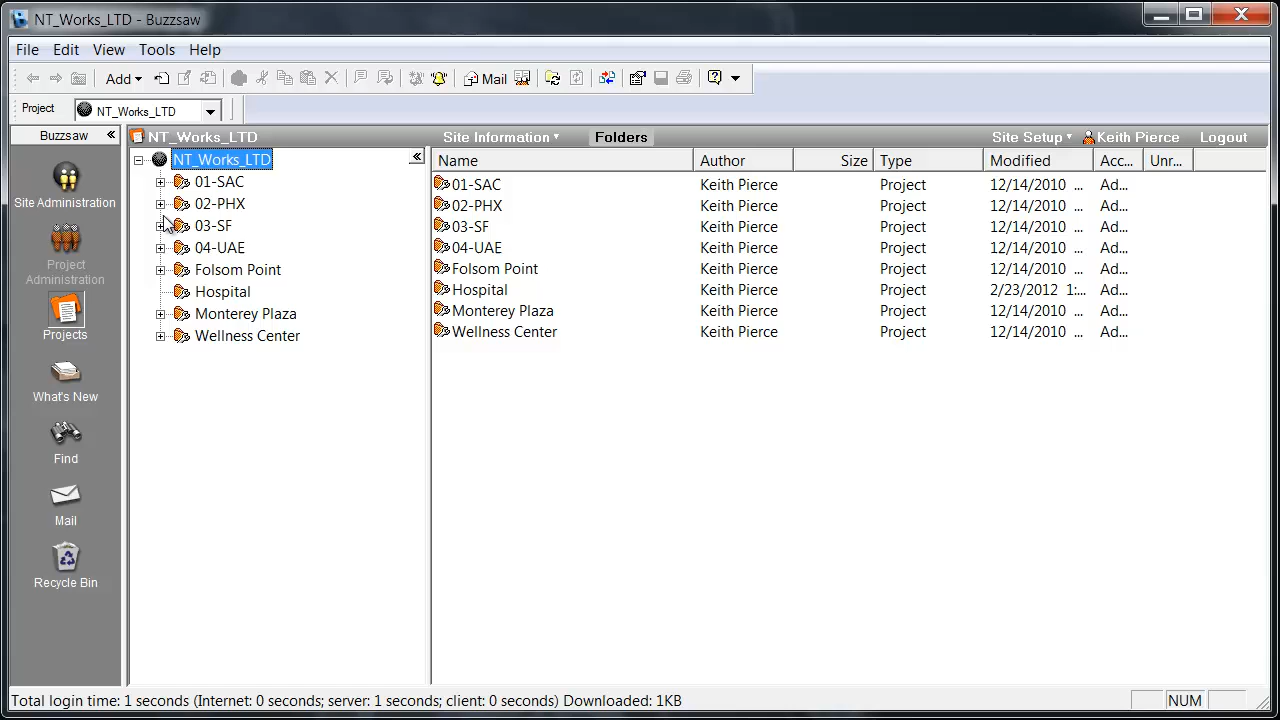 NT_Works_LTD - Buzzsaw
File Edit View Tools Help
Add Mail
Project NT_Works_LTD
Buzzsaw « NT_Works_LTD Site Information Folders Site Setup Keith Pierce Logout
Site Administration
Project Administration
Projects
What's New
Find
Mail
Recycle Bin
NT_Works_LTD «
01-SAC
02-PHX
03-SF
04-UAE
Folsom Point
Hospital
Monterey Plaza
Wellness Center
Name Author Size Type Modified Acc... Unr...
01-SAC Keith Pierce Project 12/14/2010 ... Ad...
02-PHX Keith Pierce Project 12/14/2010 ... Ad...
03-SF Keith Pierce Project 12/14/2010 ... Ad...
04-UAE Keith Pierce Project 12/14/2010 ... Ad...
Folsom Point Keith Pierce Project 12/14/2010 ... Ad...
Hospital Keith Pierce Project 2/23/2012 1:... Ad...
Monterey Plaza Keith Pierce Project 12/14/2010 ... Ad...
Wellness Center Keith Pierce Project 12/14/2010 ... Ad...
Total login time: 1 seconds (Internet: 0 seconds; server: 1 seconds; client: 0 seconds) Downloaded: 1KB NUM